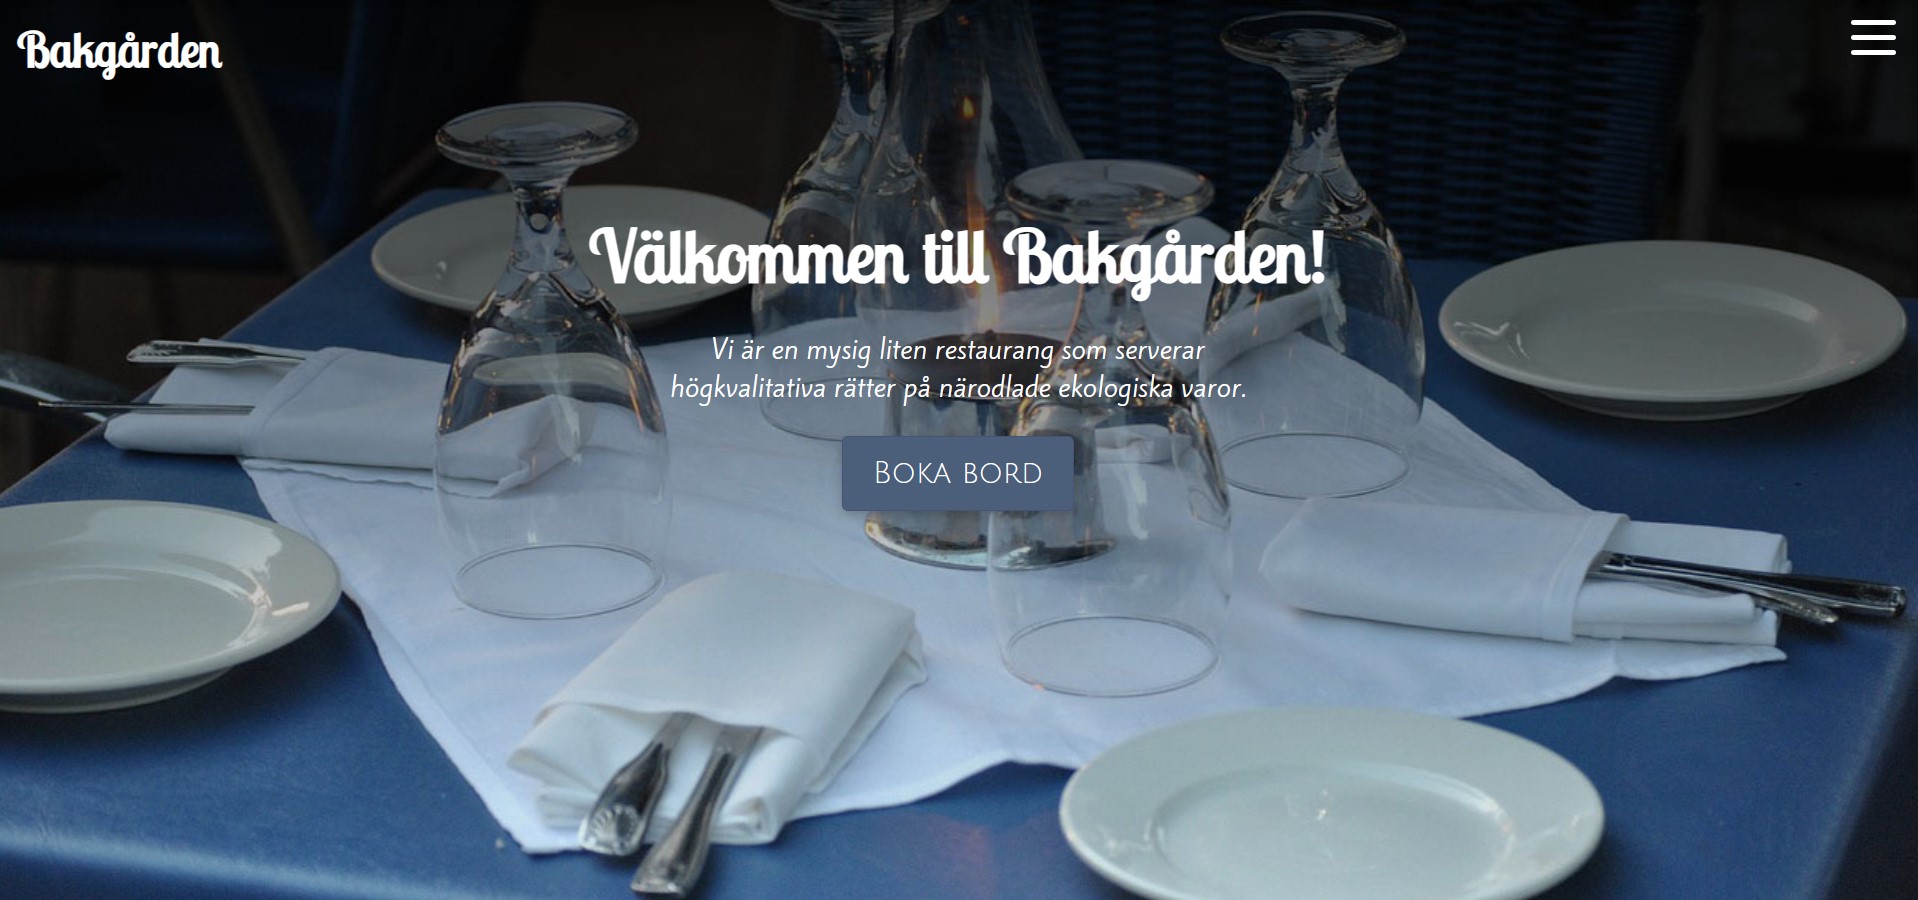 Bakgården
Välkommen till Bakgården!
Vi är en mysig liten restaurang som serverar
högkvalitativa rätter på närodlade ekologiska varor.
Boka bord